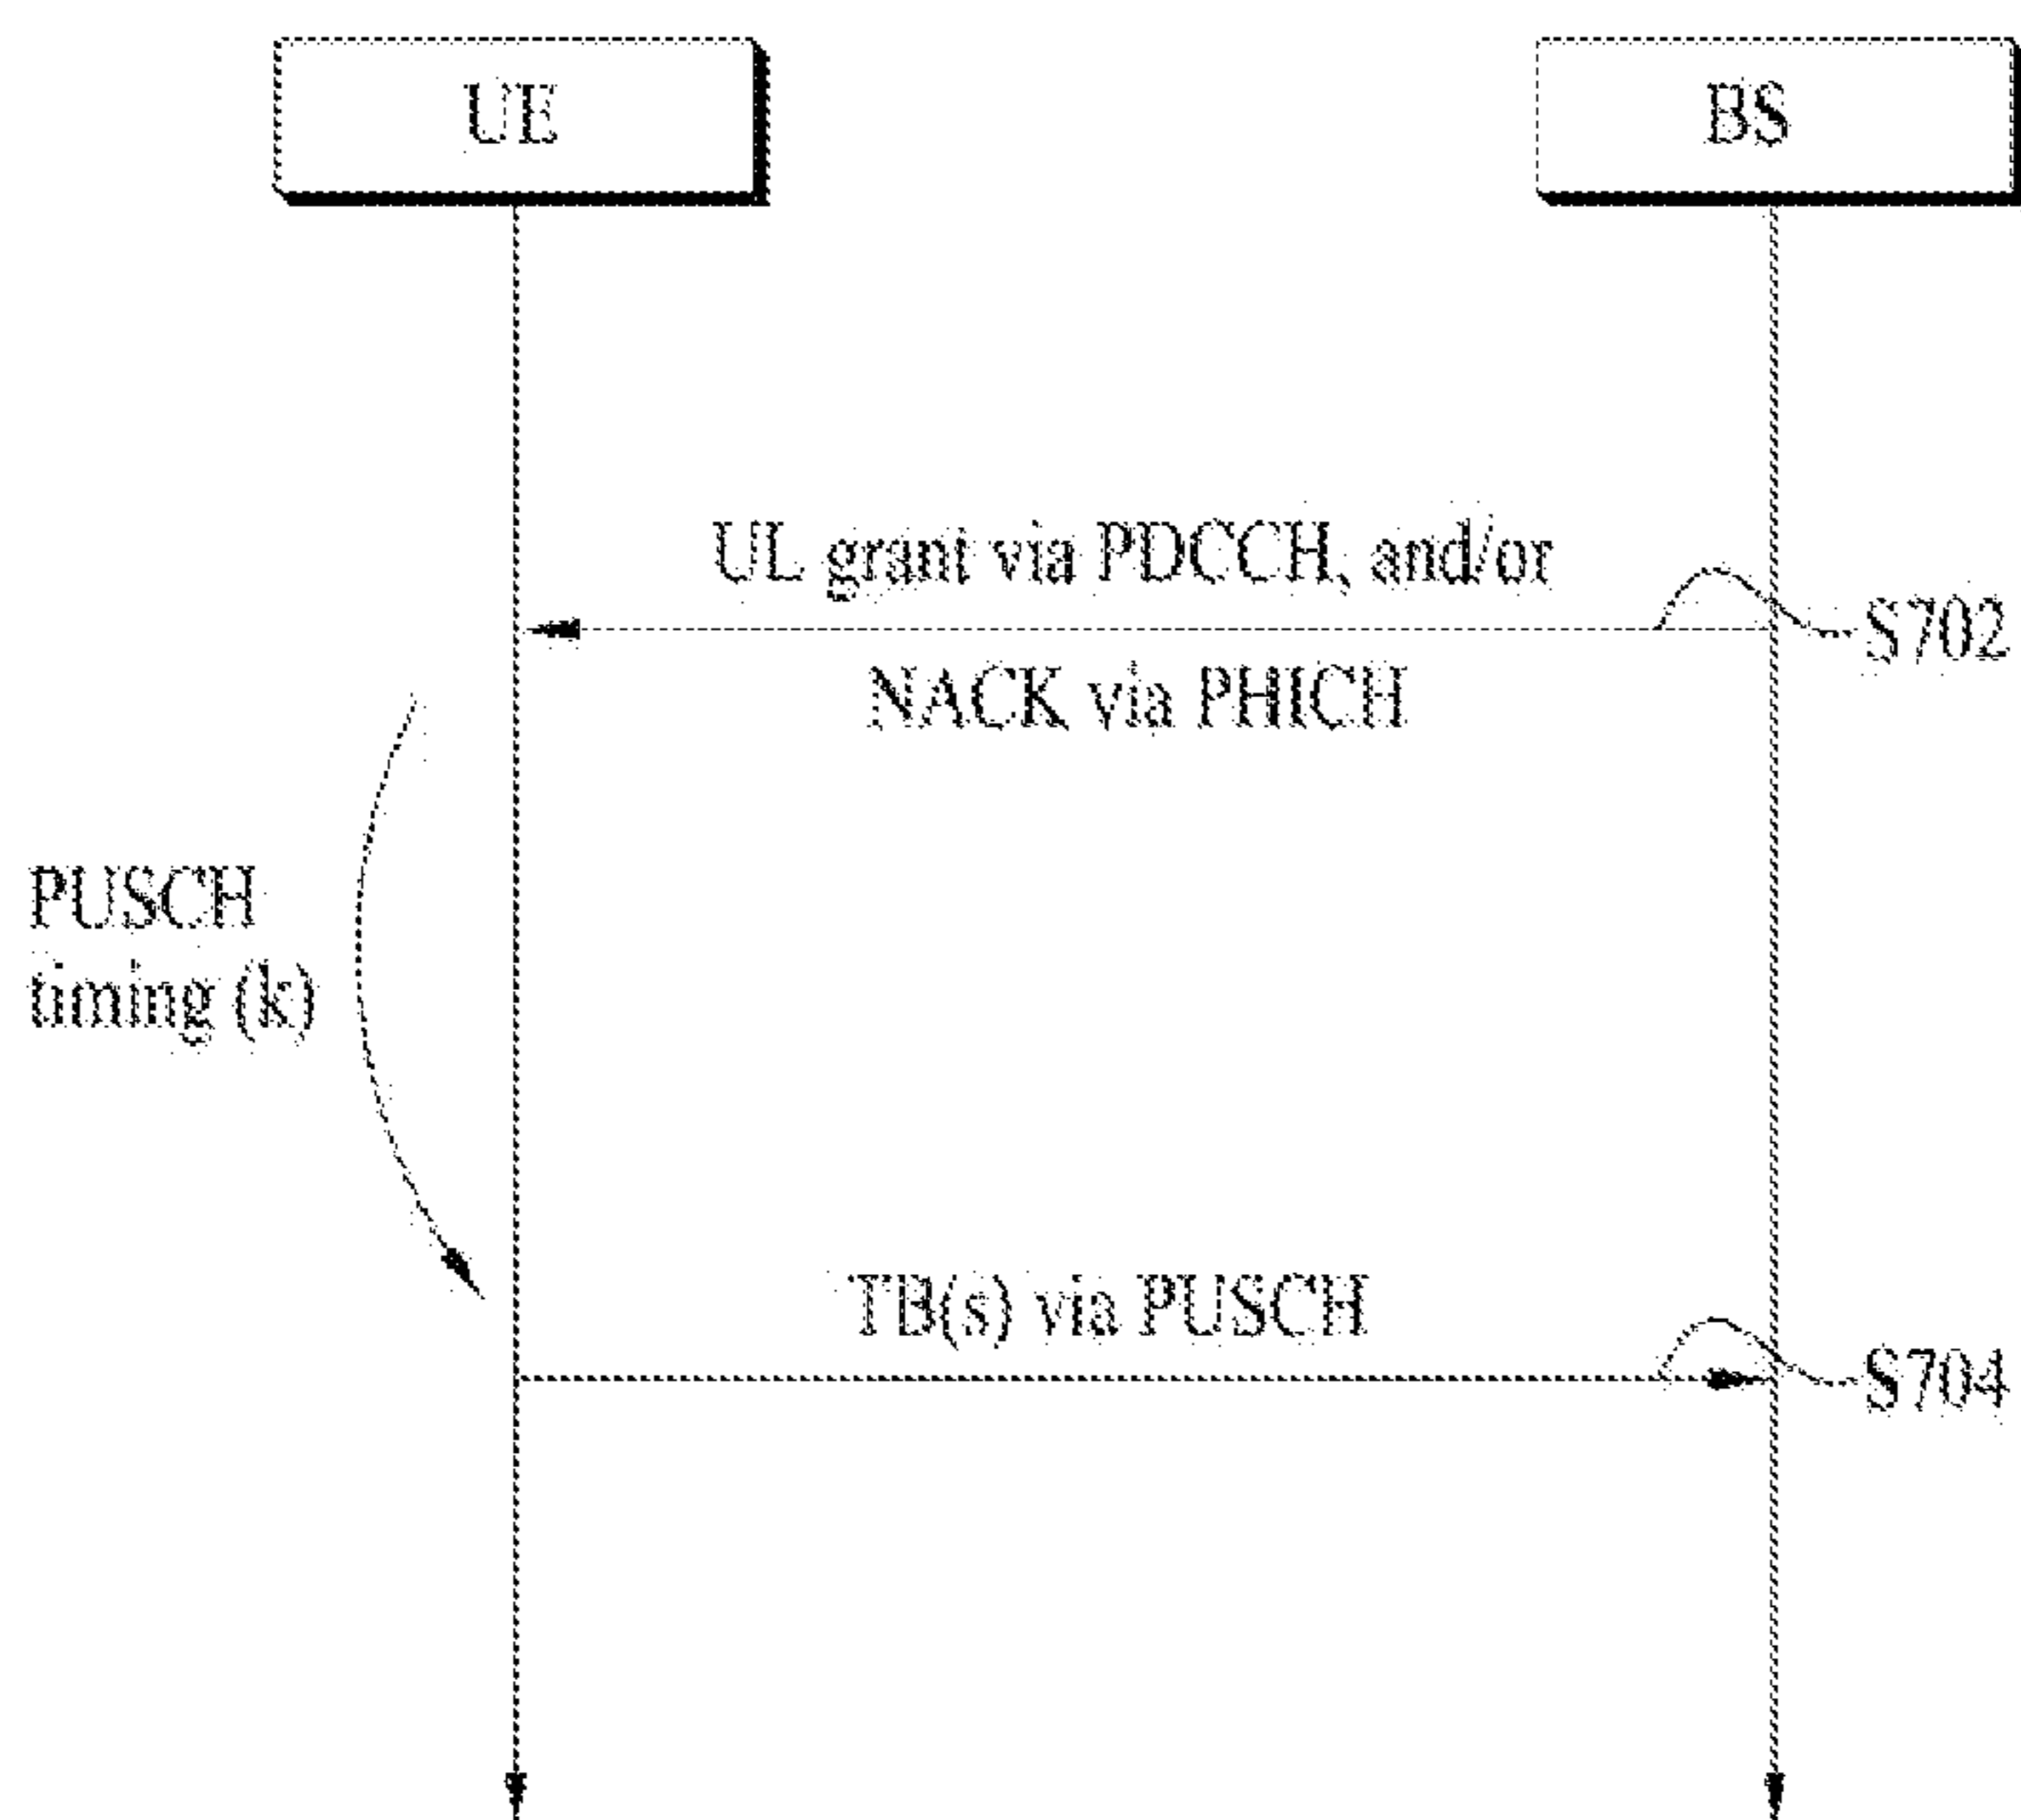 UE
BS
UL grant via PDCCH, and/or
S702
NACK via PHICH
PUSCH
timing (k)
TB(s) via PUSCH
S704